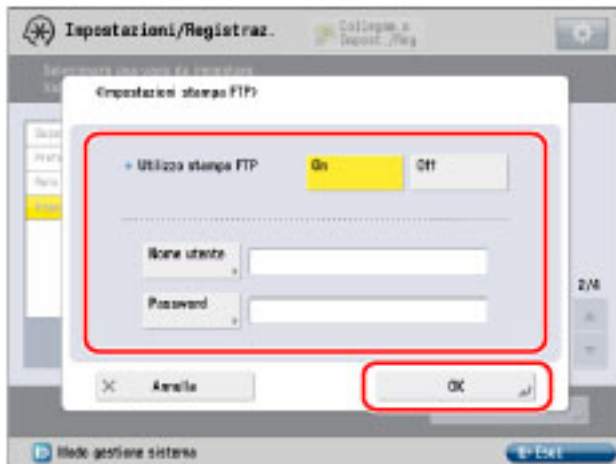 Impostazioni/Registraz.
Collegam.a
Impost./Reg
<Impostazioni stampa FTP>
Utilizzo stampa FTP
On
Off
Nome utente
Password
2/4
Annulla
OK
Modo gestione sistema
Esci